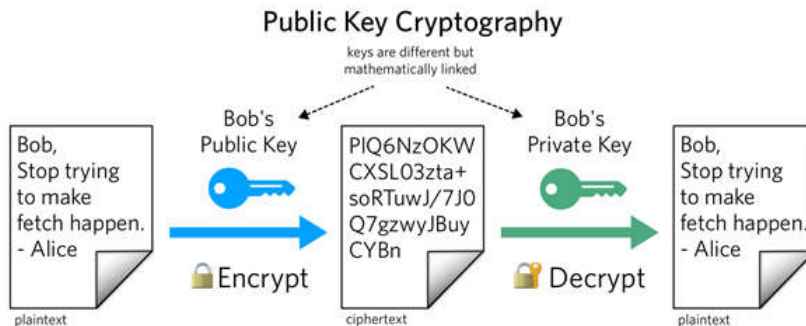 Public Key Cryptography
keys are different but
mathematically linked
Bob,
Stop trying
to make
fetch happen.
- Alice
plaintext
Bob's
Public Key
Encrypt
PIQ6NzOKW
CXSL03zta+
soRTuwJ/7J0
Q7gzwyJBuy
CYBn
ciphertext
Bob's
Private Key
Decrypt
Bob,
Stop trying
to make
fetch happen.
- Alice
plaintext